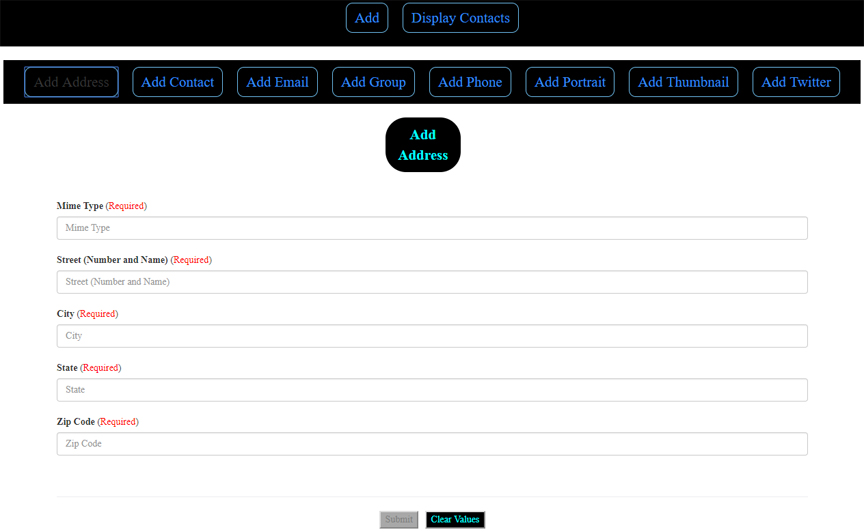 Add Display Contacts
Add Address Add Contact Add Email Add Group Add Phone Add Portrait Add Thumbnail Add Twitter
Add
Address
Mime Type (Required)
Mime Type
Street (Number and Name) (Required)
Street (Number and Name)
City (Required)
City
State (Required)
State
Zip Code (Required)
Zip Code
Submit Clear Values